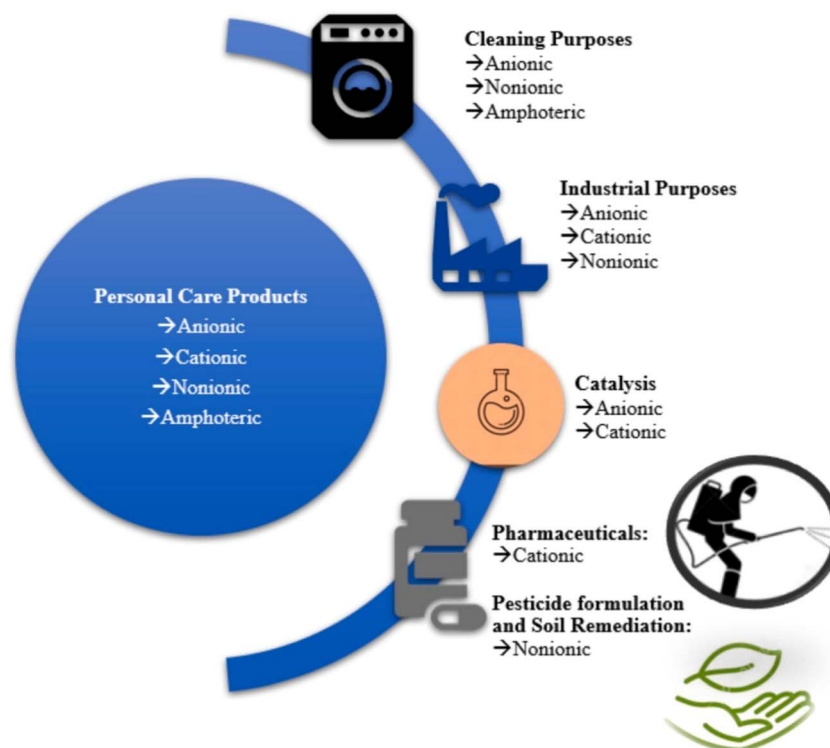 Cleaning Purposes
→Anionic
→Nonionic
→Amphoteric
Industrial Purposes
→Anionic
→Cationic
→Nonionic
Personal Care Products
→Anionic
→Cationic
→Nonionic
→Amphoteric
Catalysis
→Anionic
→Cationic
Pharmaceuticals:
→Cationic
Pesticide formulation
and Soil Remediation:
→Nonionic